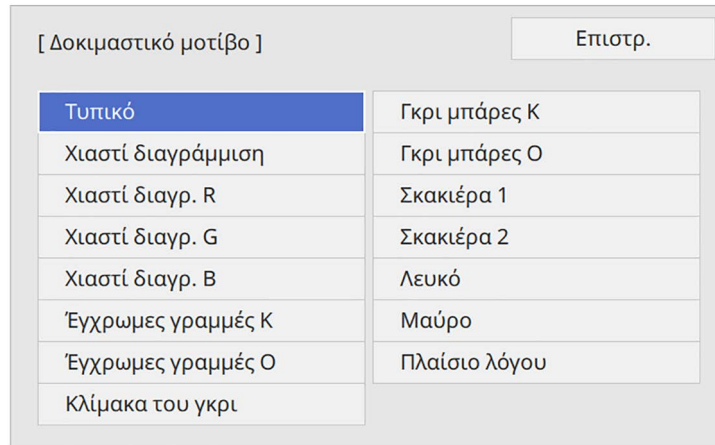 [ Δοκιμαστικό μοτίβο ]
Επιστρ.
Τυπικό
Χιαστί διαγράμμιση
Χιαστί διαγρ. R
Χιαστί διαγρ. G
Χιαστί διαγρ. B
Έγχρωμες γραμμές Κ
Έγχρωμες γραμμές Ο
Κλίμακα του γκρι
Γκρι μπάρες Κ
Γκρι μπάρες Ο
Σκακιέρα 1
Σκακιέρα 2
Λευκό
Μαύρο
Πλαίσιο λόγου